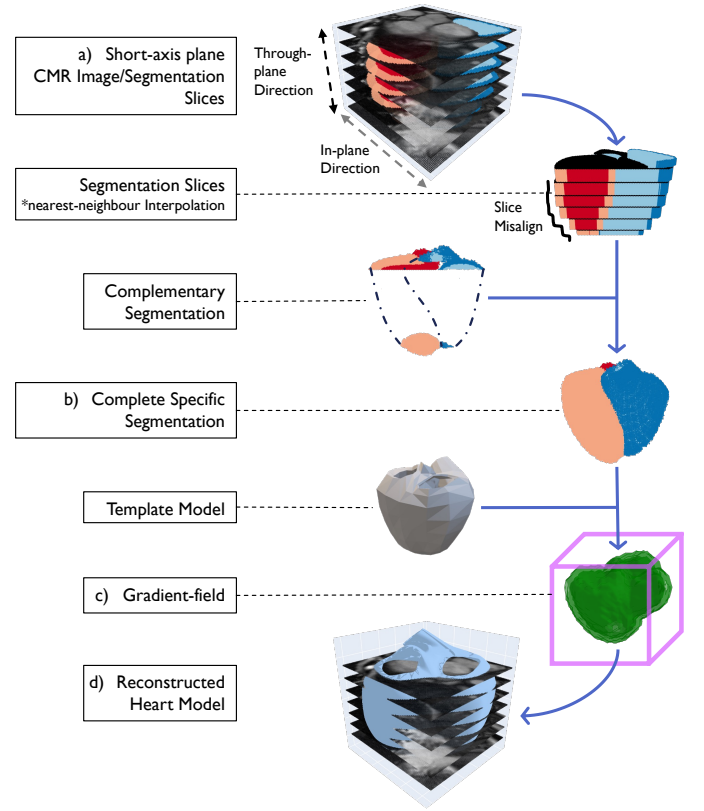 a) Short-axis plane
CMR Image/Segmentation
Slices
Through-
plane
Direction
In-plane
Direction
Segmentation Slices
*nearest-neighbour Interpolation
Slice
Misalign
Complementary
Segmentation
b) Complete Specific
Segmentation
Template Model
c) Gradient-field
d) Reconstructed
Heart Model